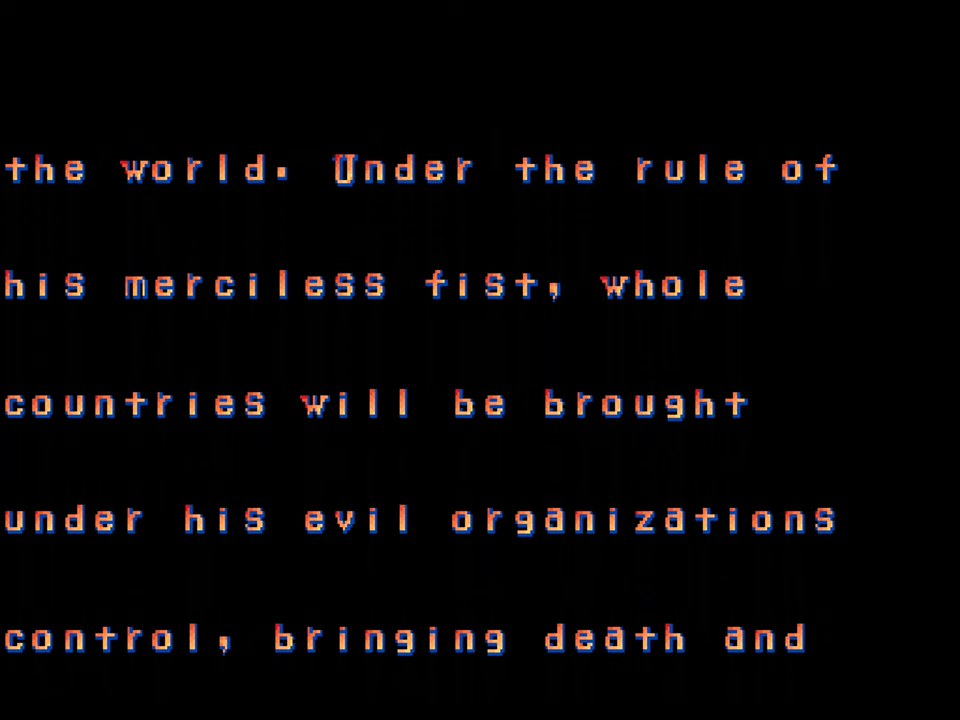 the world. Under the rule of
his merciless fist, whole
countries will be brought
under his evil organizations
control, bringing death and